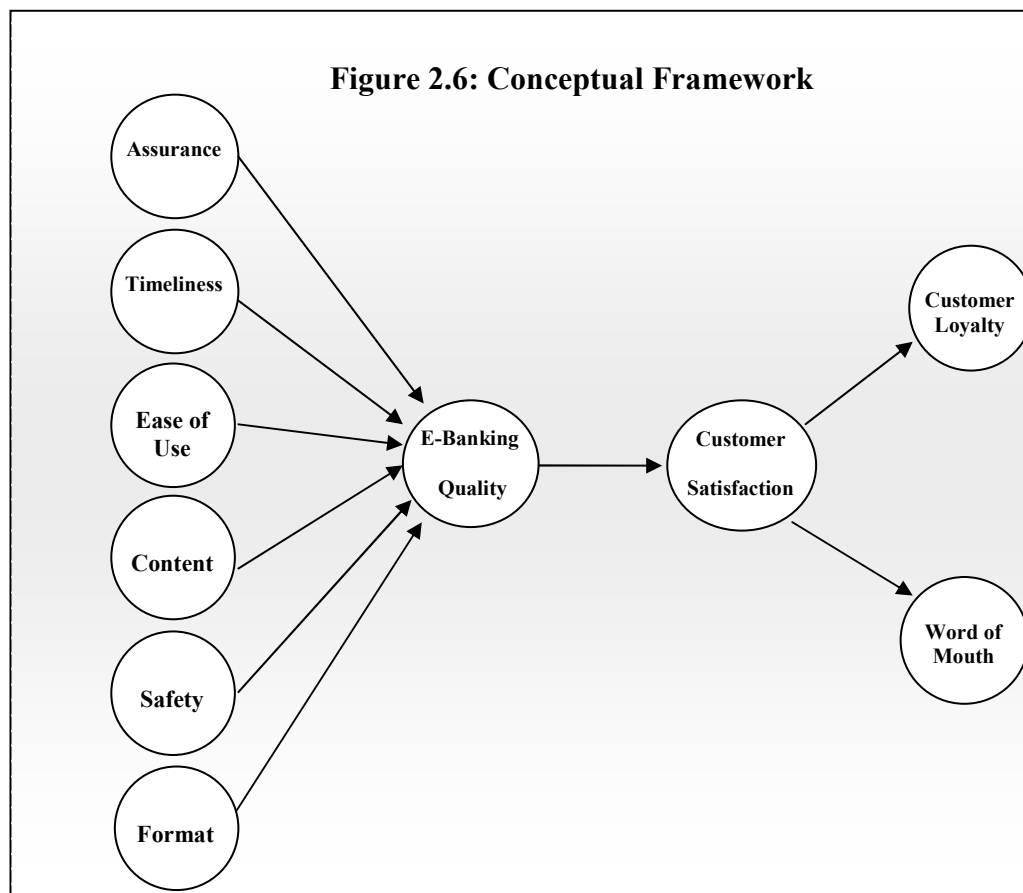 Figure 2.6: Conceptual Framework
Assurance
Timeliness
Ease of
Use
Content
Safety
Format
E-Banking
Quality
Customer
Satisfaction
Customer
Loyalty
Word of
Mouth